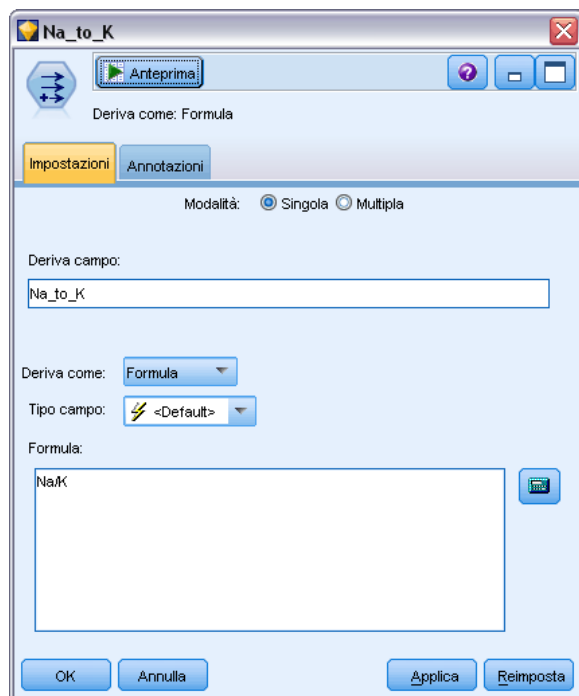 Na_to_K
Anteprima
Deriva come: Formula
Impostazioni Annotazioni
Modalità: Singola Multipla
Deriva campo:
Na_to_K
Deriva come: Formula
Tipo campo: <Default>
Formula:
Na/K
OK Annulla Applica Reimposta